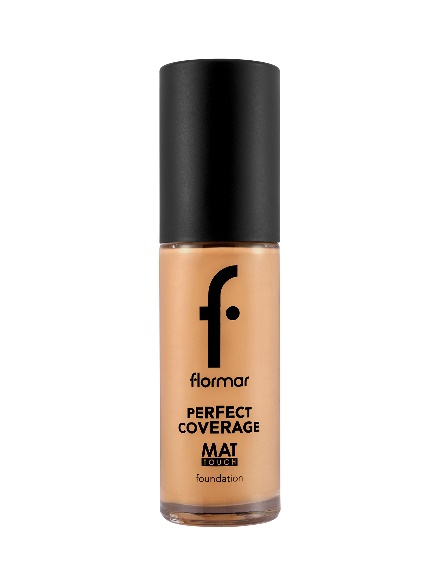 f
flormar
PERFECT
COVERAGE
MAT
TOUCH
foundation